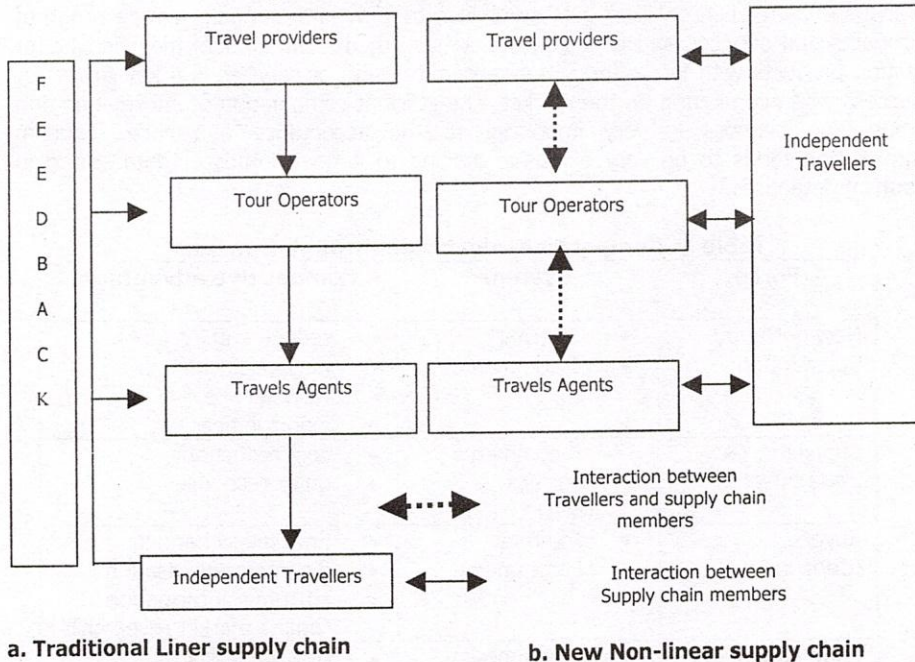 Travel providers
Travel providers
F
E
E
D
B
A
C
K
Independent
Travellers
Tour Operators
Tour Operators
Travels Agents
Travels Agents
Interaction between
Travellers and supply chain
members
Independent Travellers
Interaction between
Supply chain members
a. Traditional Liner supply chain
b. New Non-linear supply chain